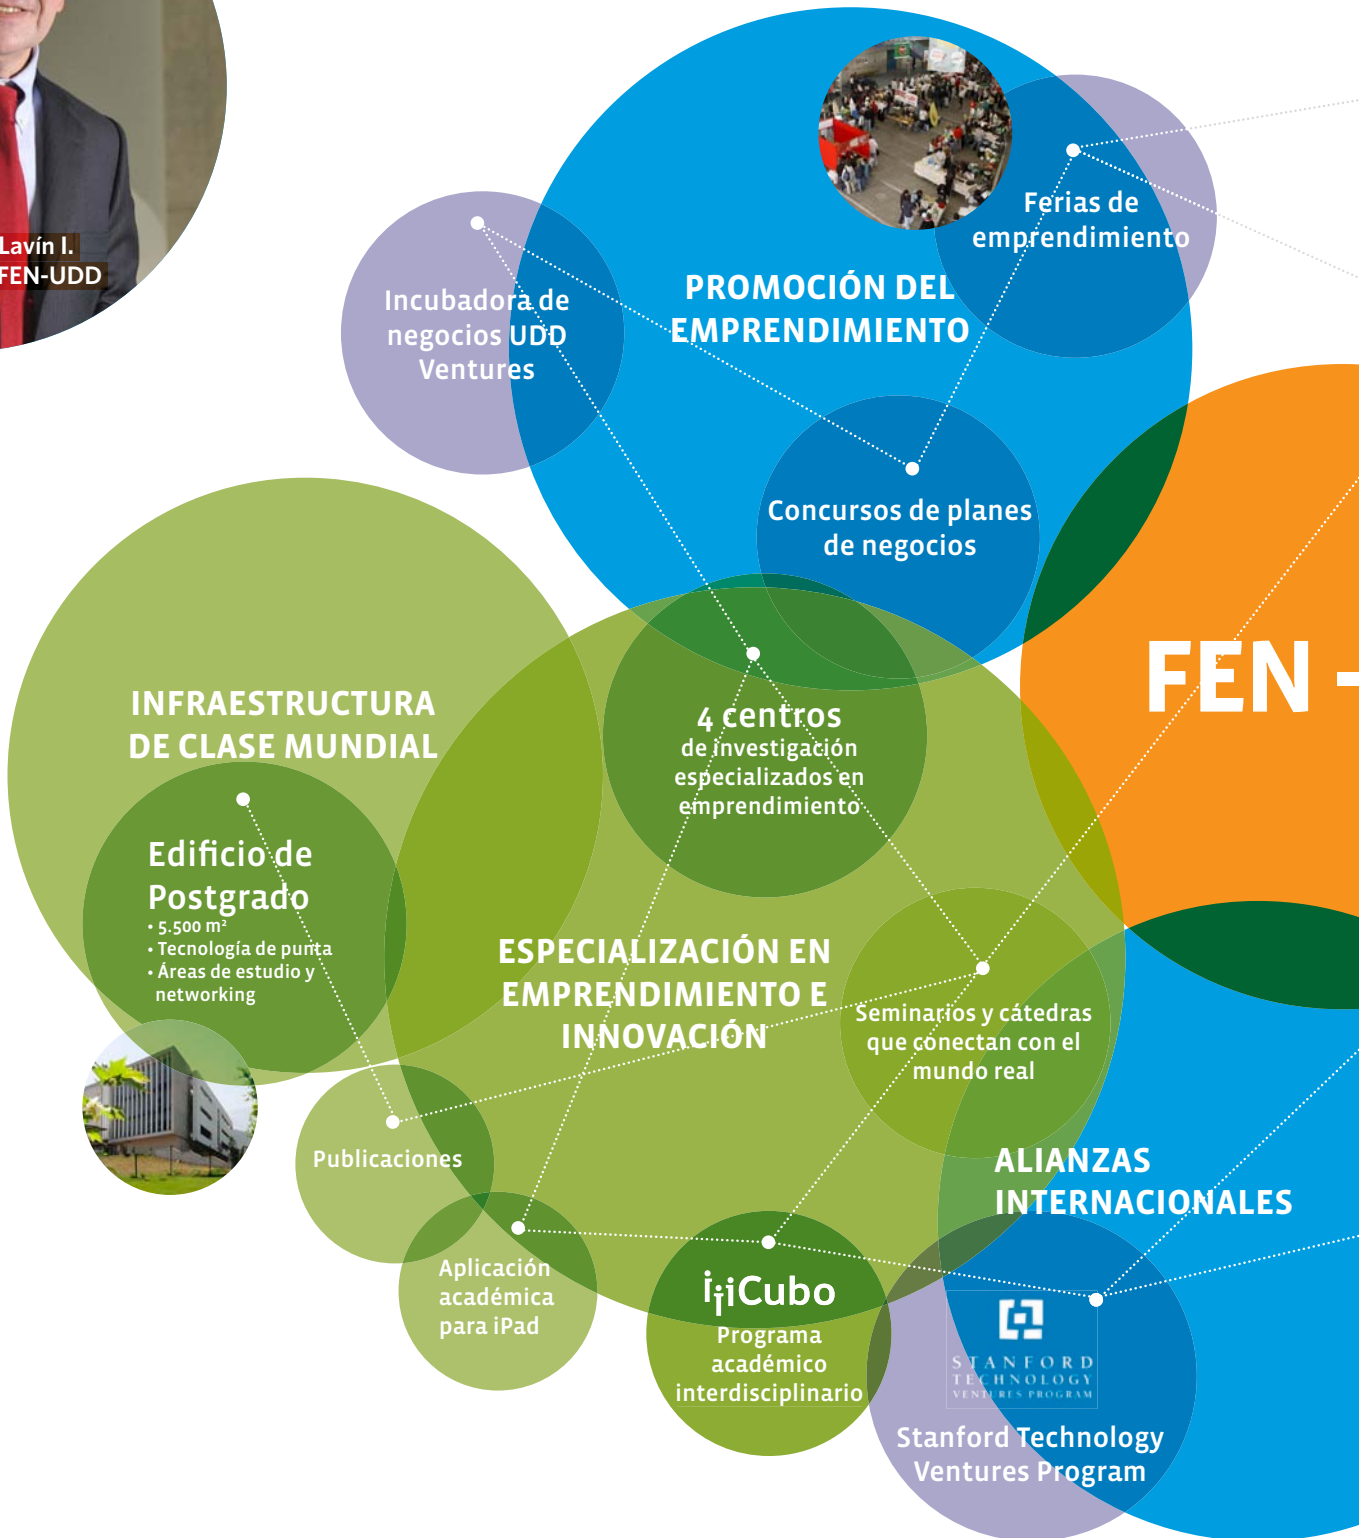 Lavín I.
FEN-UDD
Ferias de
emprendimiento
PROMOCIÓN DEL
EMPRENDIMIENTO
Incubadora de
negocios UDD
Ventures
Concursos de planes
de negocios
FEN -
INFRAESTRUCTURA
DE CLASE MUNDIAL
4 centros
de investigación
especializados en
emprendimiento
Edificio de
Postgrado
• 5.500 m²
• Tecnología de punta
• Áreas de estudio y
networking
ESPECIALIZACIÓN EN
EMPRENDIMIENTO E
INNOVACIÓN
Seminarios y cátedras
que conectan con el
mundo real
Publicaciones
ALIANZAS
INTERNACIONALES
Aplicación
académica
para iPad
iiiCubo
Programa
académico
interdisciplinario
STANFORD
TECHNOLOGY
VENTURES PROGRAM
Stanford Technology
Ventures Program